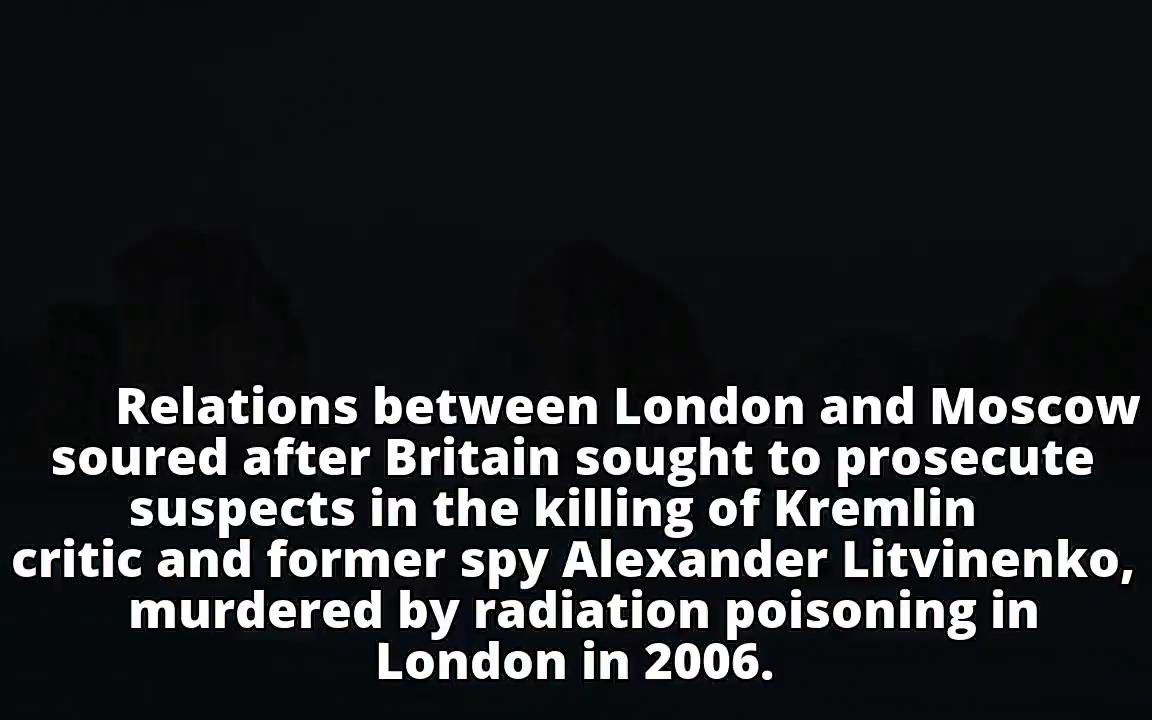 Relations between London and Moscow
soured after Britain sought to prosecute
suspects in the killing of Kremlin
critic and former spy Alexander Litvinenko,
murdered by radiation poisoning in
London in 2006.